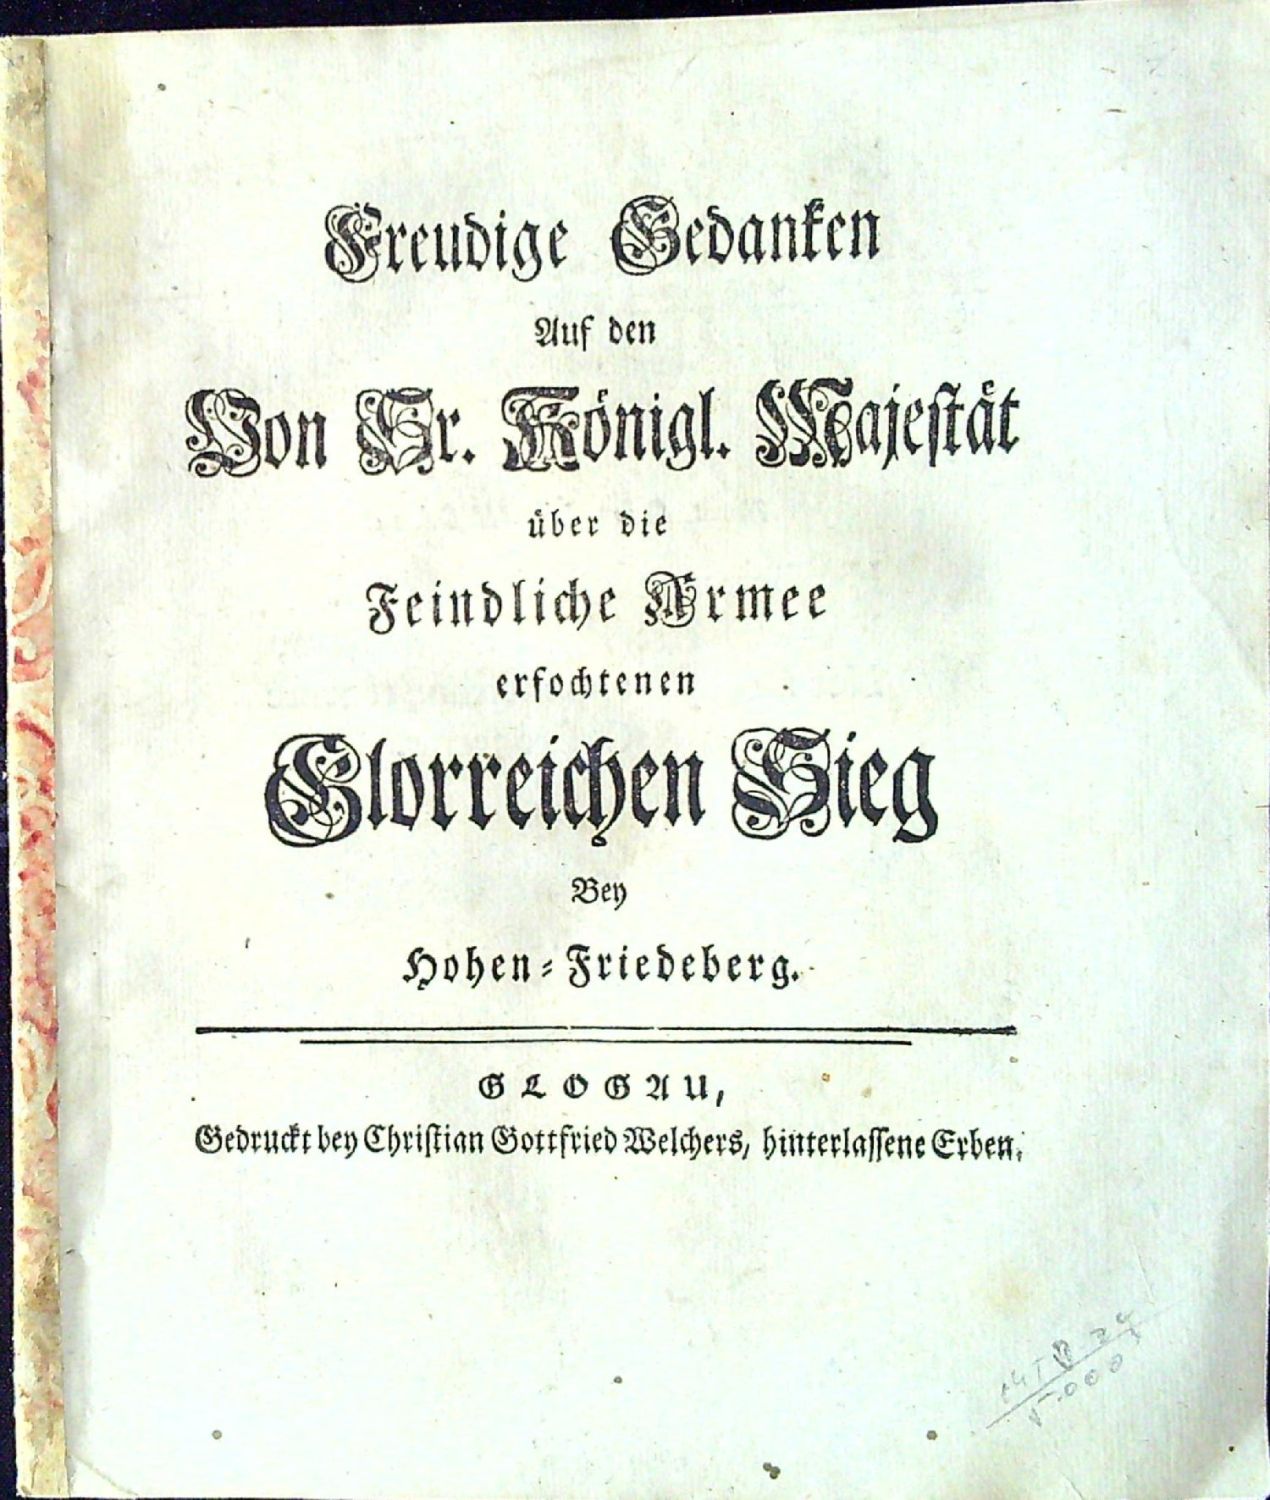 Freudige Gedanken
Auf den
Von Sr. Königl. Majestät
über die
Feindliche Armee
erfochtenen
Glorreichen Sieg
Bey
Hohen-Friedeberg.
GLOGAU,
Gedruckt bey Christian Gottfried Welchers, hinterlassene Erben.